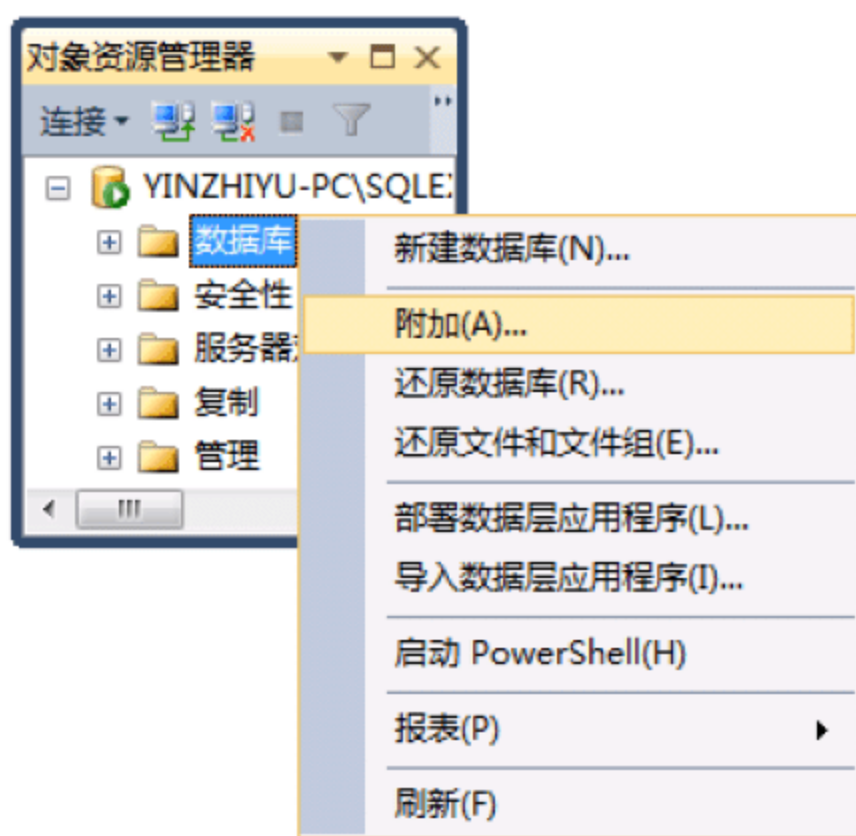 对象资源管理器
连接
YINZHIYU-PC\SQLE
数据库
安全性
服务器
复制
管理
新建数据库(N)...
附加(A)...
还原数据库(R)...
还原文件和文件组(E)...
部署数据层应用程序(L)...
导入数据层应用程序(I)...
启动 PowerShell(H)
报表(P)
刷新(F)